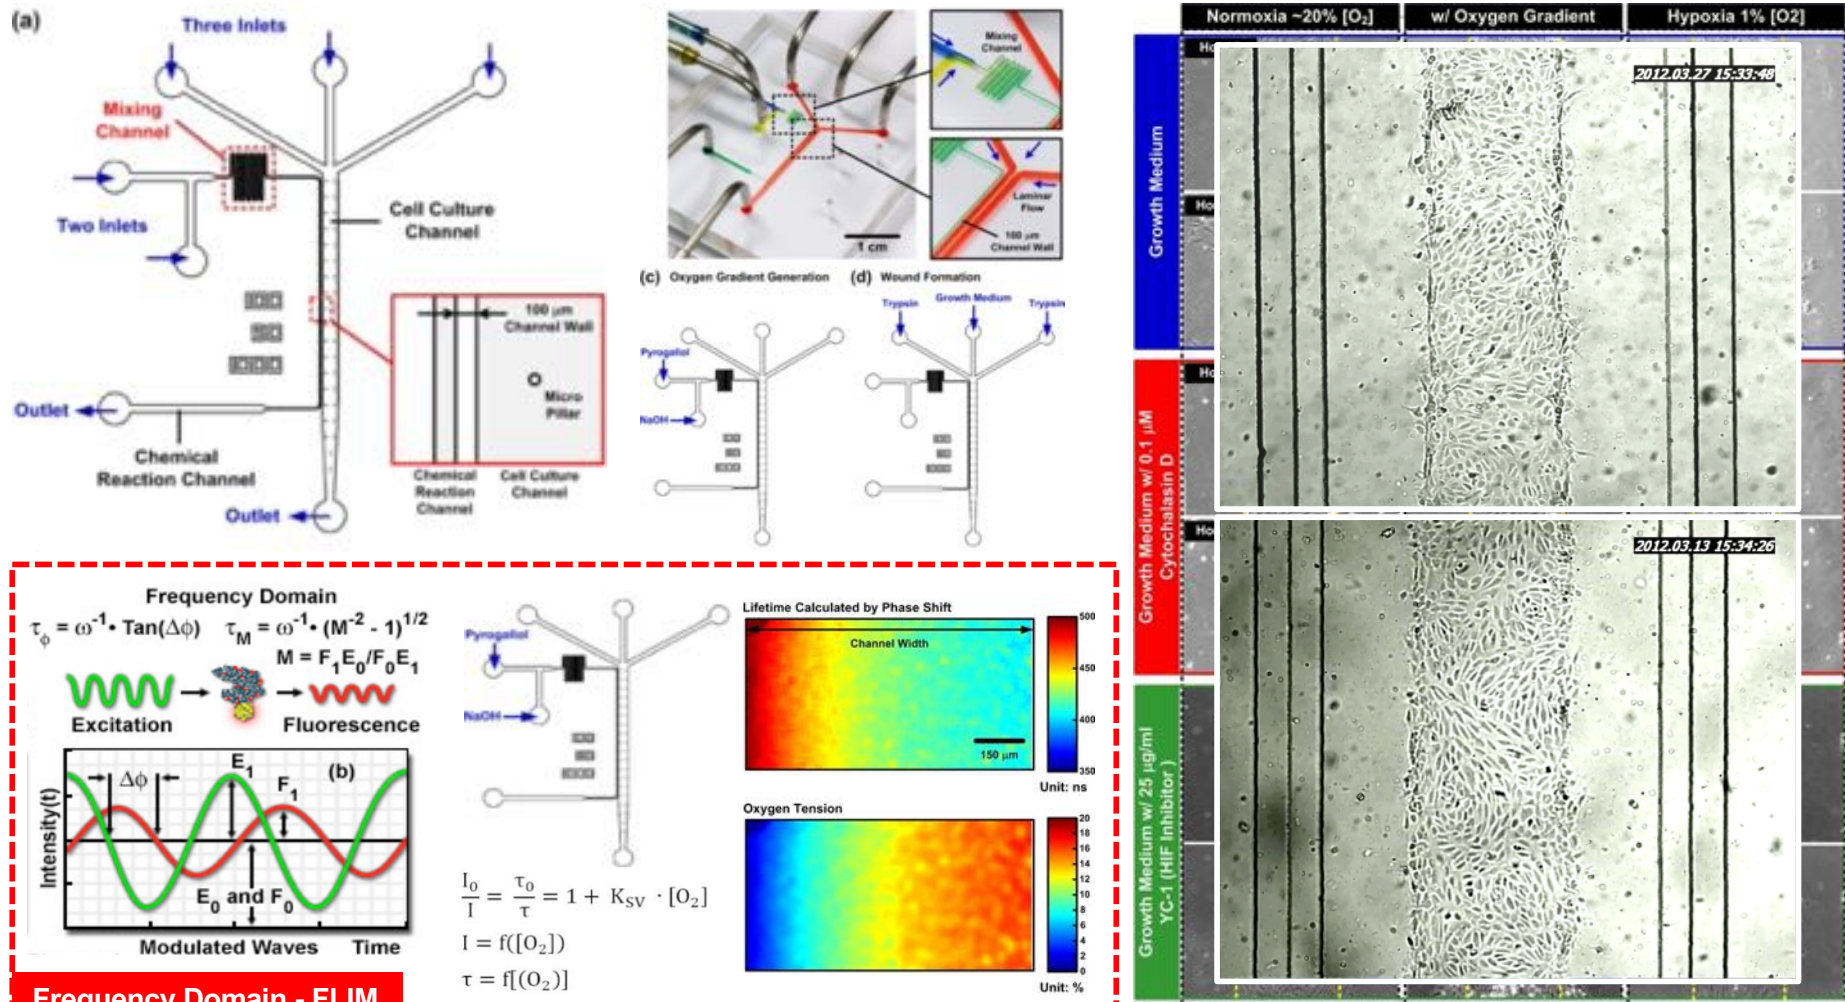 (a)
Three Inlets
Mixing
Channel
Two Inlets
Cell Culture
Channel
100 μm
Channel Wall
Micro
Pillar
Outlet
Chemical
Reaction Channel
Chemical
Reaction
Channel
Cell Culture
Channel
Outlet
1 cm
Mixing
Channel
Laminar
Flow
100 μm
Channel Wall
(c) Oxygen Gradient Generation
Pyrogallol
NaOH
(d) Wound Formation
Trypsin
Growth Medium
Trypsin
Frequency Domain
τϕ = ω⁻¹• Tan(Δϕ)
τM = ω⁻¹• (M⁻² - 1)¹/²
M = F₁E₀/F₀E₁
Excitation
Fluorescence
Intensity(t)
Δϕ
E₁
F₁
(b)
E₀ and F₀
Modulated Waves
Time
Frequency Domain - FLIM
Pyrogallol
NaOH
I₀/I = τ₀/τ = 1 + KSV · [O₂]
I = f([O₂])
τ = f[(O₂)]
Lifetime Calculated by Phase Shift
Channel Width
150 μm
500
450
400
350
Unit: ns
Oxygen Tension
20
18
16
14
12
10
8
6
4
2
0
Unit: %
Normoxia ~20% [O₂]
w/ Oxygen Gradient
Hypoxia 1% [O2]
Growth Medium
Growth Medium w/ 0.1 μM
Cytochalasin D
Growth Medium w/ 25 μg/ml
YC-1 (HIF Inhibitor )
Ho
Ho
Ho
Ho
2012.03.27 15:33:48
2012.03.13 15:34:26